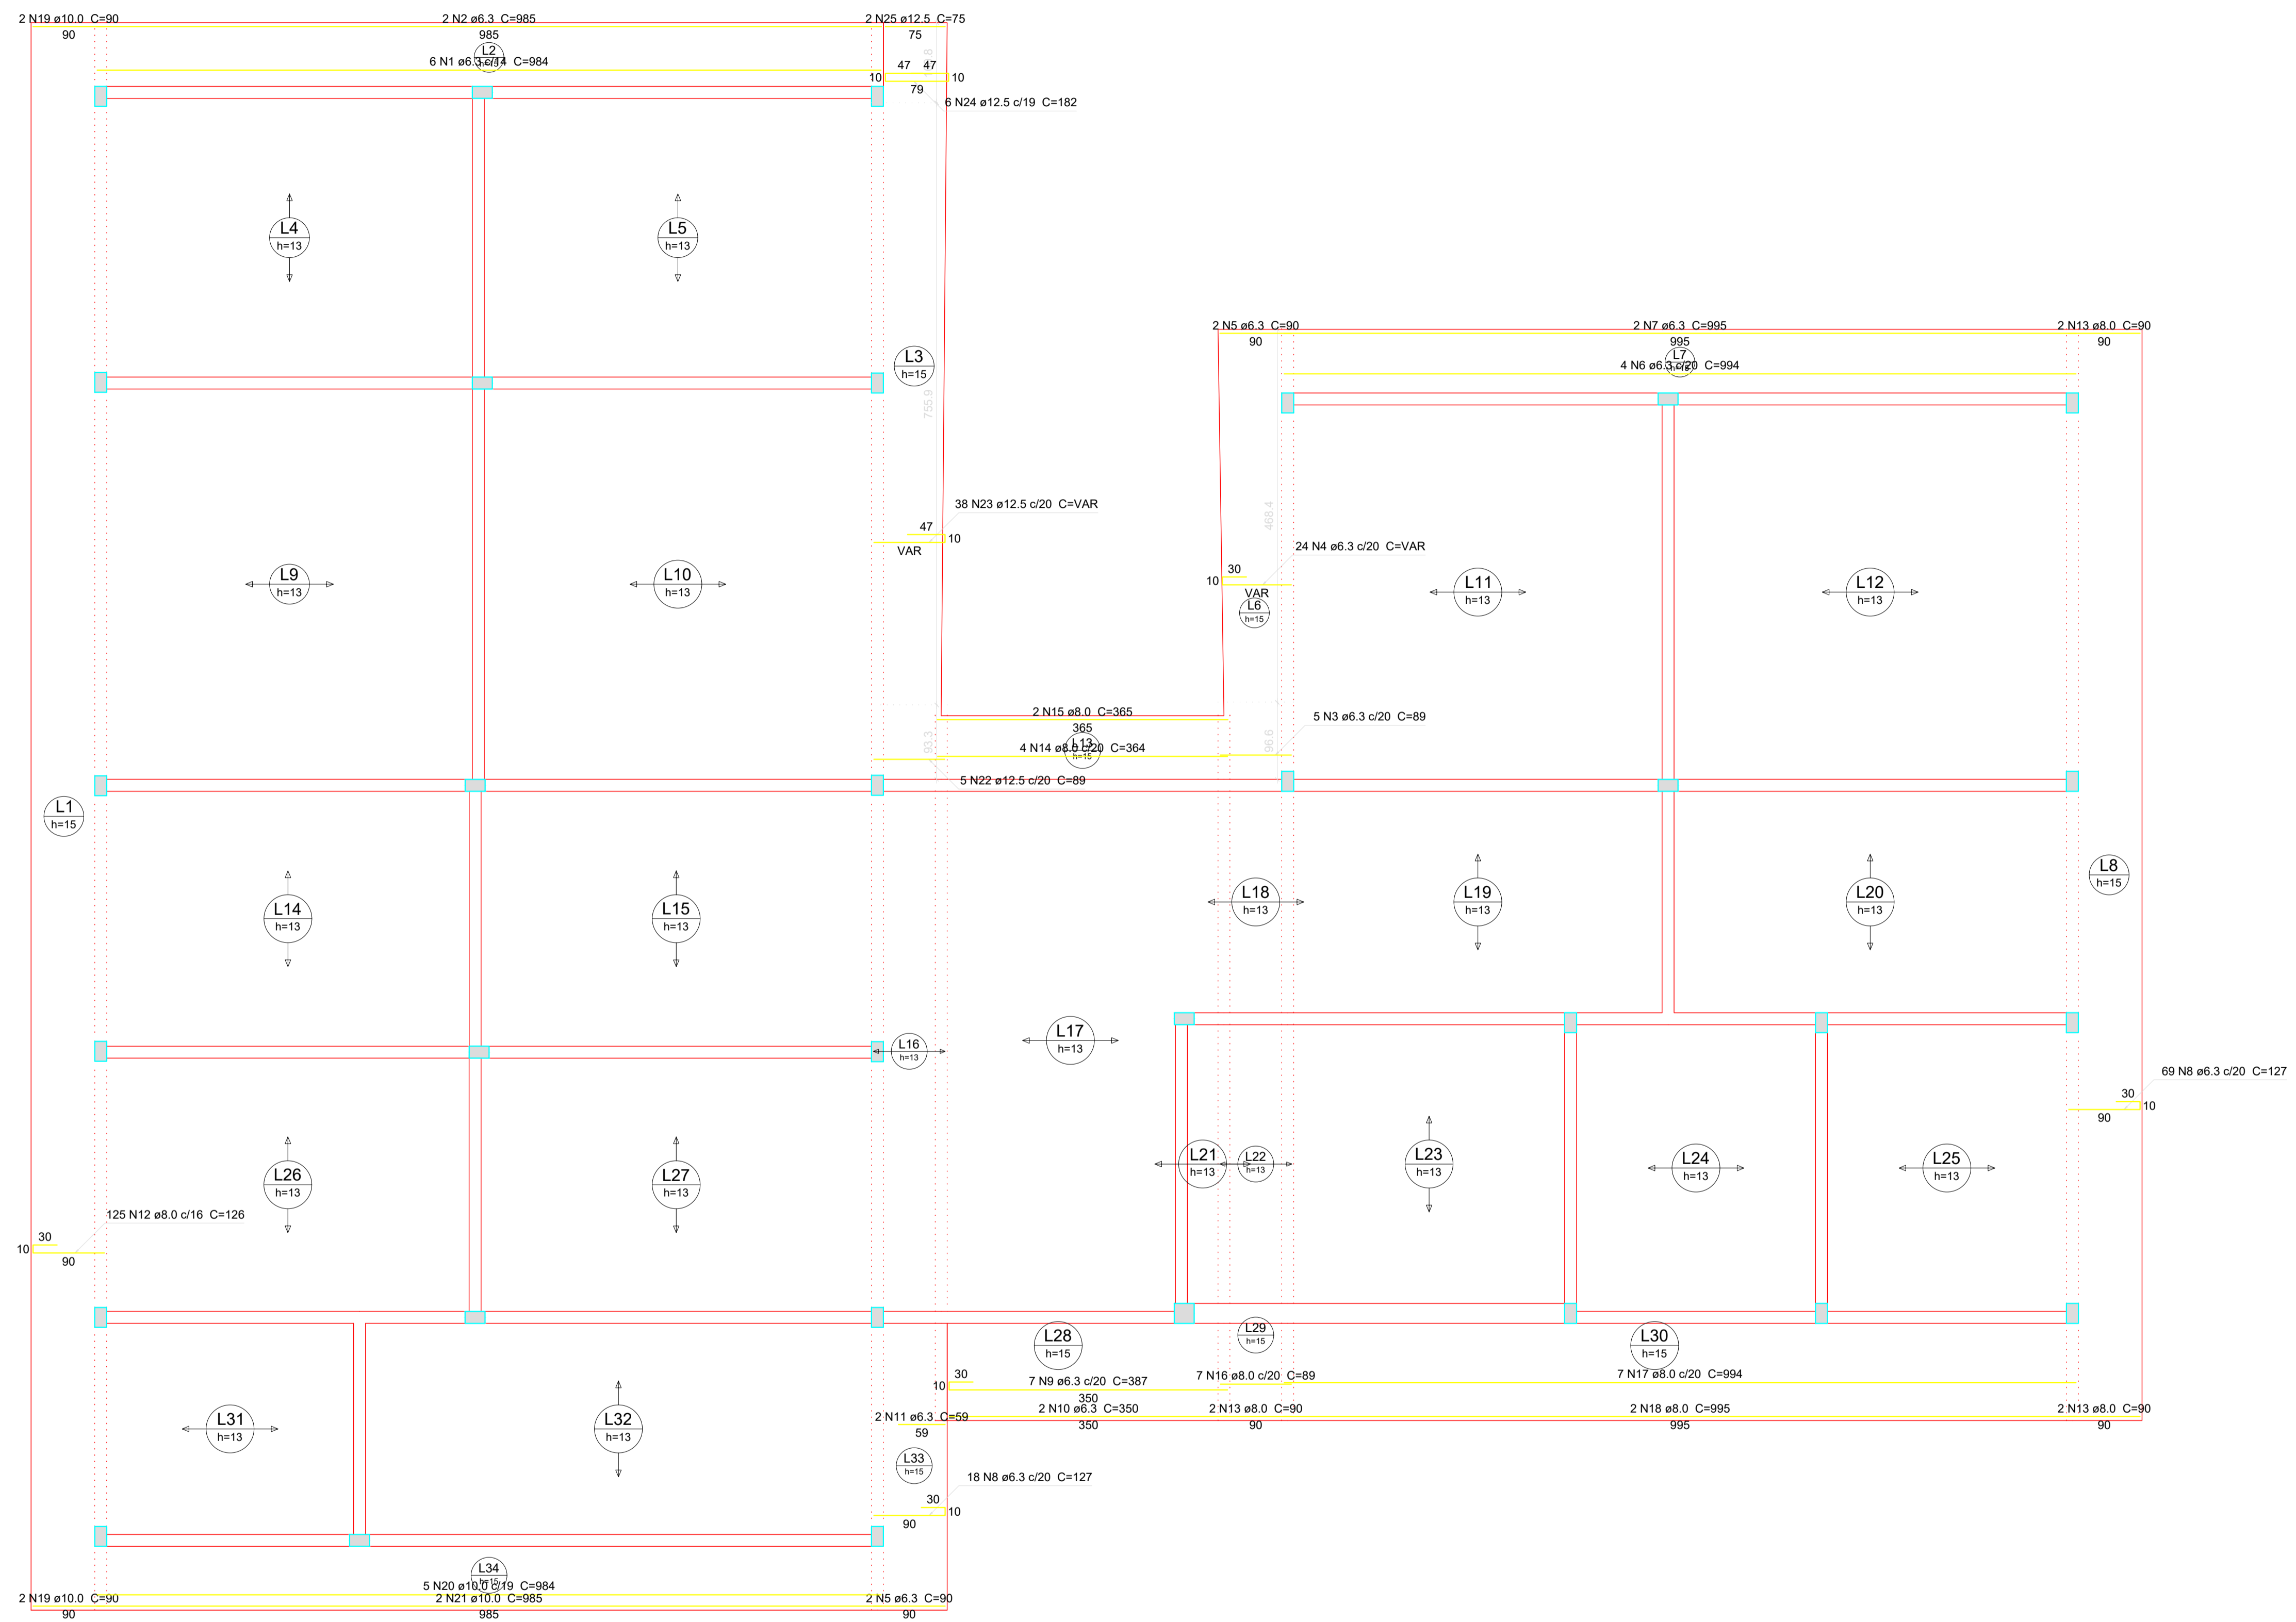 2 N19 ø10.0 C=90
90
2 N2 ø6.3 C=985
985
2 N25 ø12.5 C=75
75
L2
6 N1 ø6.3 c/14 C=984
47 47
10
10
79
6 N24 ø12.5 c/19 C=182
L4
h=13
L5
h=13
L3
h=15
755.9
2 N5 ø6.3 C=90
90
2 N7 ø6.3 C=995
995
2 N13 ø8.0 C=90
90
L7
4 N6 ø6.3 c/20 C=994
38 N23 ø12.5 c/20 C=VAR
47
10
VAR
468.4
24 N4 ø6.3 c/20 C=VAR
30
10
VAR
L6
h=15
L9
h=13
L10
h=13
L11
h=13
L12
h=13
2 N15 ø8.0 C=365
365
5 N3 ø6.3 c/20 C=89
93.3
L13
h=15
4 N14 ø8.0 c/20 C=364
96.6
5 N22 ø12.5 c/20 C=89
L1
h=15
L14
h=13
L15
h=13
L18
h=13
L19
h=13
L20
h=13
L8
h=15
L16
h=13
L17
h=13
69 N8 ø6.3 c/20 C=127
30
10
90
L21
h=13
L22
h=13
L23
h=13
L24
h=13
L25
h=13
L26
h=13
L27
h=13
125 N12 ø8.0 c/16 C=126
30
10
90
L28
h=15
L29
h=15
L30
h=15
30
10
7 N9 ø6.3 c/20 C=387
350
7 N16 ø8.0 c/20 C=89
7 N17 ø8.0 c/20 C=994
2 N11 ø6.3 C=59
59
2 N10 ø6.3 C=350
350
2 N13 ø8.0 C=90
90
2 N18 ø8.0 C=995
995
2 N13 ø8.0 C=90
90
L31
h=13
L32
h=13
L33
h=15
18 N8 ø6.3 c/20 C=127
30
10
90
L34
h=15
5 N20 ø10.0 c/19 C=984
2 N19 ø10.0 C=90
90
2 N21 ø10.0 C=985
985
2 N5 ø6.3 C=90
90